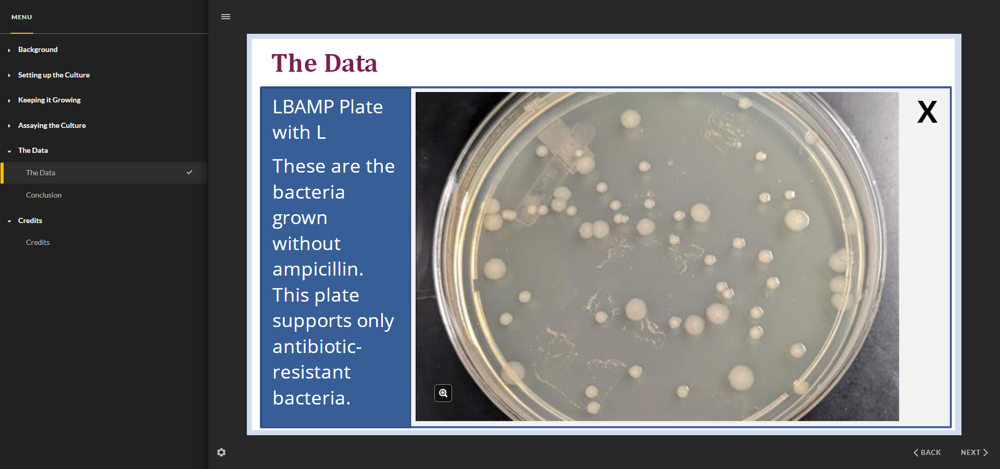 MENU
Background
Setting up the Culture
Keeping it Growing
Assaying the Culture
The Data
The Data
Conclusion
Credits
Credits
The Data
LBAMP Plate
with L
These are the
bacteria
grown
without
ampicillin.
This plate
supports only
antibiotic-
resistant
bacteria.
X
BACK
NEXT